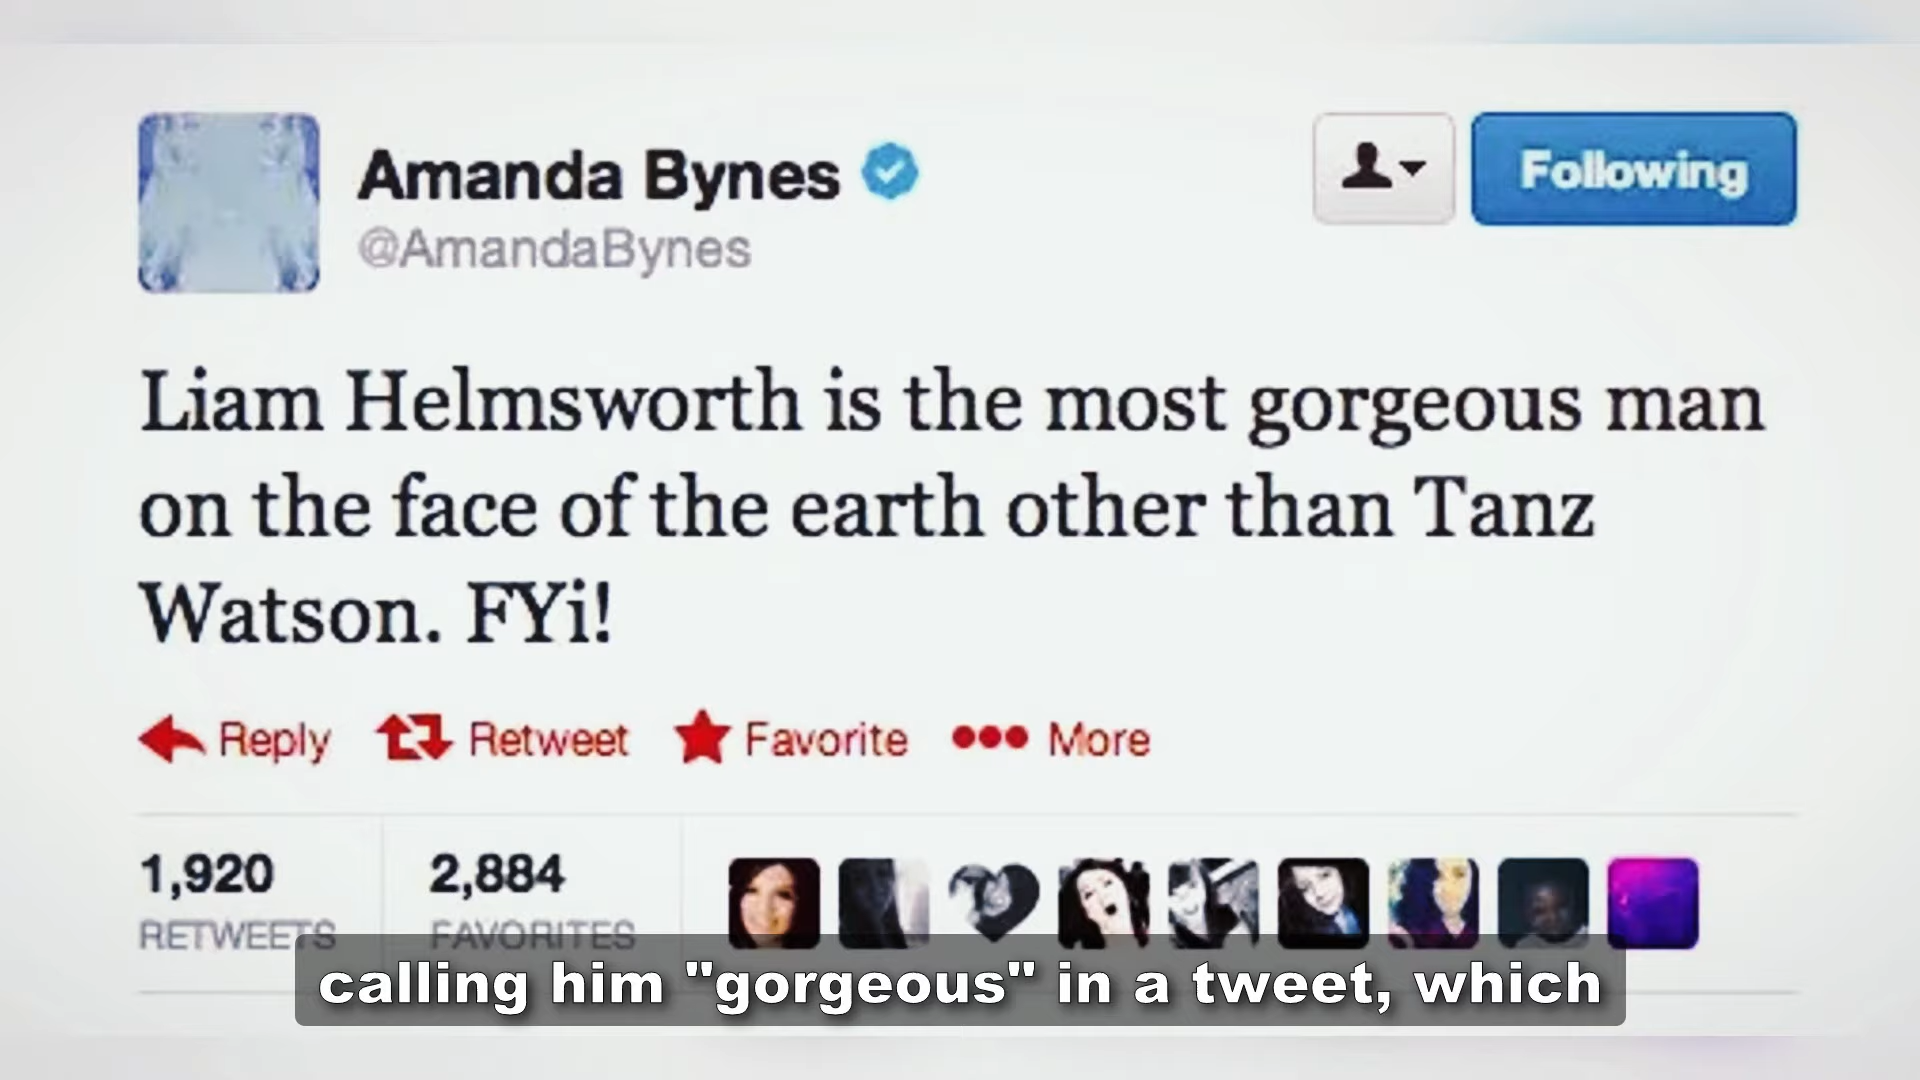 Amanda Bynes
@AmandaBynes
Following
Liam Helmsworth is the most gorgeous man
on the face of the earth other than Tanz
Watson. FYi!
Reply Retweet Favorite More
1,920 2,884
RETWEETS FAVORITES
calling him "gorgeous" in a tweet, which